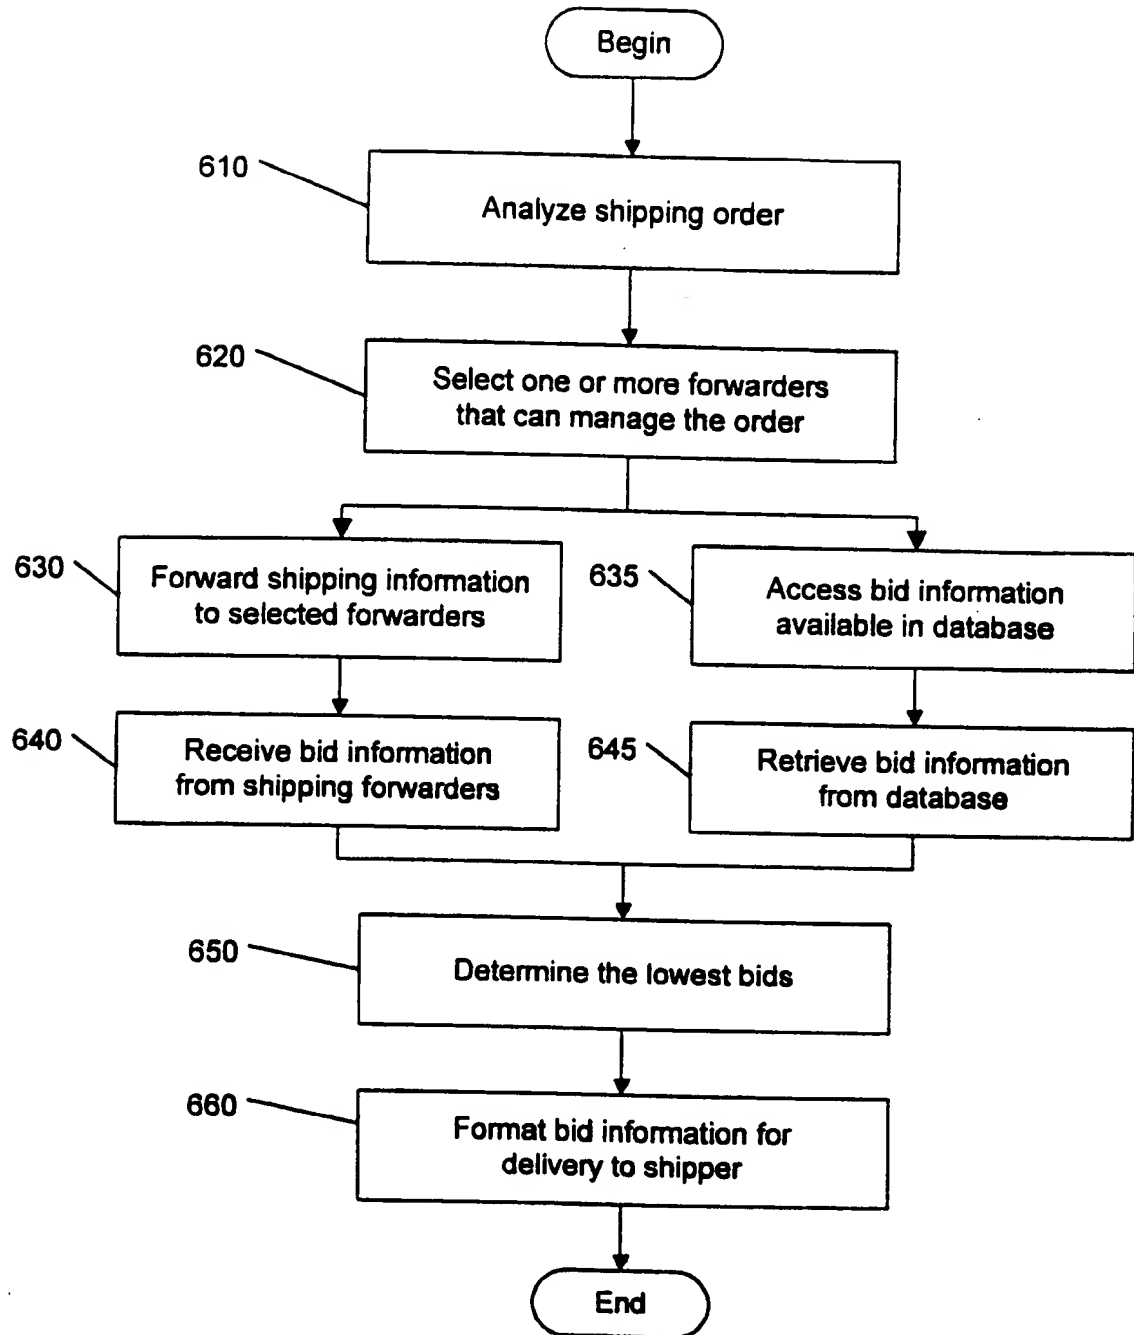 Begin
610
Analyze shipping order
620
Select one or more forwarders
that can manage the order
630
Forward shipping information
to selected forwarders
635
Access bid information
available in database
640
Receive bid information
from shipping forwarders
645
Retrieve bid information
from database
650
Determine the lowest bids
660
Format bid information for
delivery to shipper
End